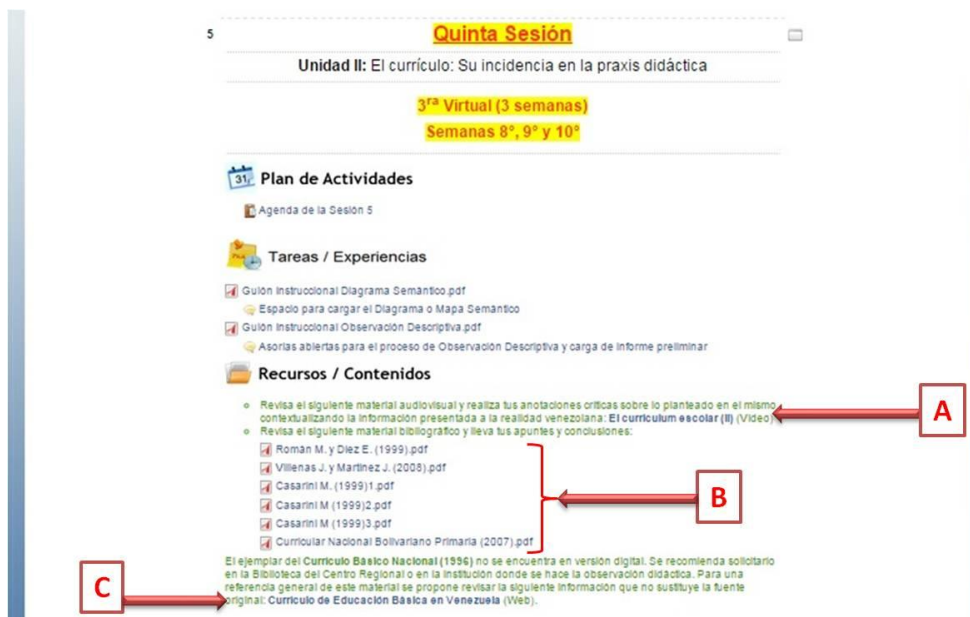 5
Quinta Sesión
Unidad II: El currículo: Su incidencia en la praxis didáctica
3ra Virtual (3 semanas)
Semanas 8°, 9° y 10°
31
Plan de Actividades
Agenda de la Sesión 5
Tareas / Experiencias
Guión Instruccional Diagrama Semántico.pdf
Espacio para cargar el Diagrama o Mapa Semántico
Guión Instruccional Observación Descriptiva.pdf
Asorias abiertas para el proceso de Observación Descriptiva y carga de informe preliminar
Recursos / Contenidos
Revisa el siguiente material audiovisual y realiza tus anotaciones críticas sobre lo planteado en el mismo
contextualizando la información presentada a la realidad venezolana: El curriculum escolar (II) (Video)
A
Revisa el siguiente material bibliográfico y lleva tus apuntes y conclusiones:
Román M. y Diez E. (1999).pdf
Villenas J. y Martínez J. (2008).pdf
Casarini M. (1999)1.pdf
B
Casarini M (1999)2.pdf
Casarini M (1999)3.pdf
Curricular Nacional Bolivariano Primaria (2007).pdf
El ejemplar del Currículo Básico Nacional (1996) no se encuentra en versión digital. Se recomienda solicitarlo
en la Biblioteca del Centro Regional o en la institución donde se hace la observación didáctica. Para una
C
referencia general de este material se propone revisar la siguiente información que no sustituye la fuente
original: Currículo de Educación Básica en Venezuela (Web).